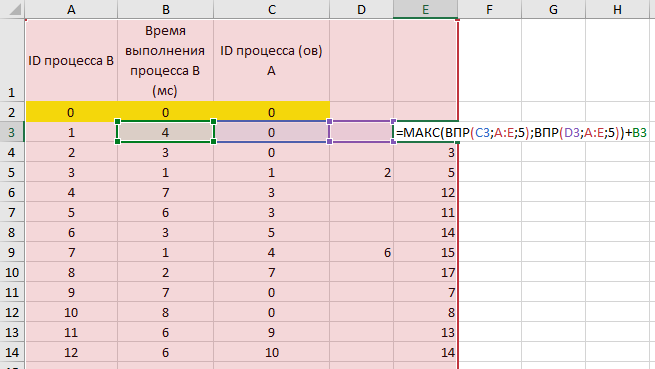 A B C D E F G H
1 ID процесса B Время выполнения процесса B (мс) ID процесса (ов) A
2 0 0 0
3 1 4 0 =МАКС(ВПР(C3;A:E;5);ВПР(D3;A:E;5))+B3
4 2 3 0 3
5 3 1 1 2 5
6 4 7 3 12
7 5 6 3 11
8 6 3 5 14
9 7 1 4 6 15
10 8 2 7 17
11 9 7 0 7
12 10 8 0 8
13 11 6 9 13
14 12 6 10 14